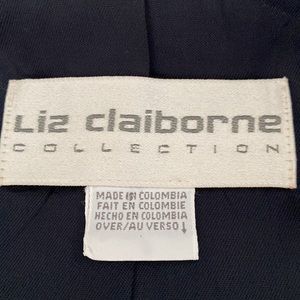 Liz claiborne
COLLECTION
MADE IN COLOMBIA
FAIT EN COLOMBIE
HECHO EN COLOMBIA
OVER/AU VERSO ↓